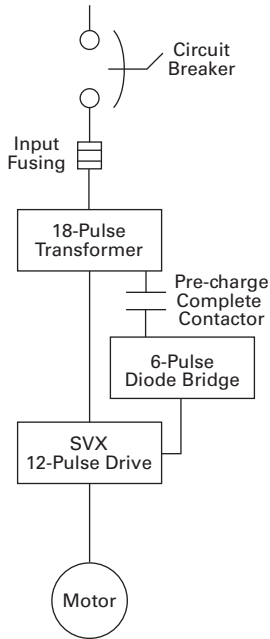 Circuit
Breaker
Input
Fusing
18-Pulse
Transformer
Pre-charge
Complete
Contactor
6-Pulse
Diode Bridge
SVX
12-Pulse Drive
Motor